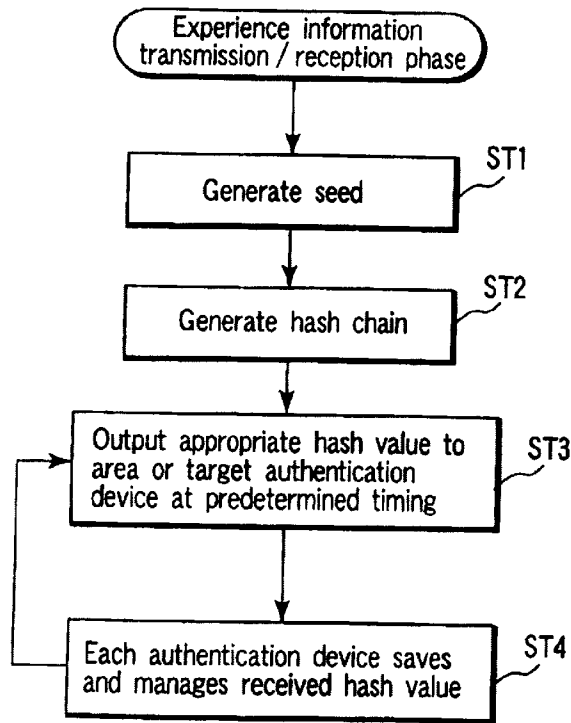 Experience information
transmission / reception phase
ST1
Generate seed
ST2
Generate hash chain
Output appropriate hash value to
area or target authentication
device at predetermined timing
ST3
Each authentication device saves
and manages received hash value
ST4